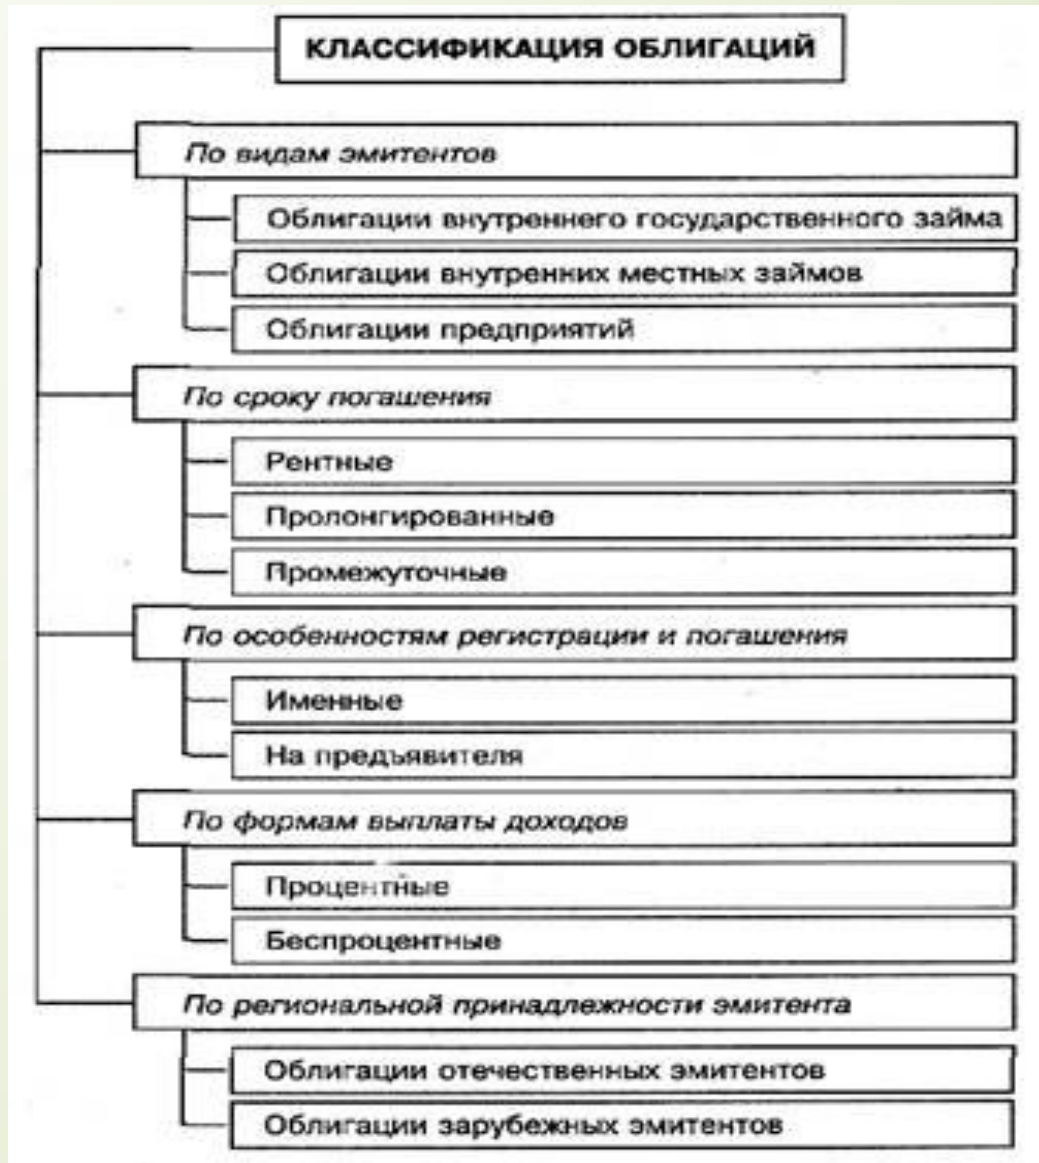 КЛАССИФИКАЦИЯ ОБЛИГАЦИЙ
По видам эмитентов
Облигации внутреннего государственного займа
Облигации внутренних местных займов
Облигации предприятий
По сроку погашения
Рентные
Пролонгированные
Промежуточные
По особенностям регистрации и погашения
Именные
На предъявителя
По формам выплаты доходов
Процентные
Беспроцентные
По региональной принадлежности эмитента
Облигации отечественных эмитентов
Облигации зарубежных эмитентов